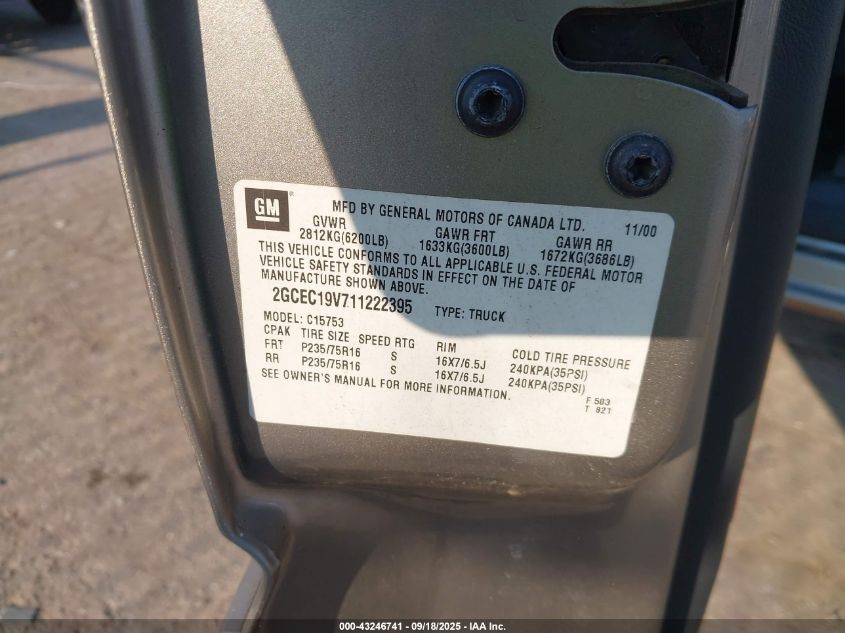 GM ® MFD BY GENERAL MOTORS OF CANADA LTD. 11/00
GVWR GAWR FRT GAWR RR
2812KG(6200LB) 1633KG(3600LB) 1672KG(3686LB)
THIS VEHICLE CONFORMS TO ALL APPLICABLE U.S. FEDERAL MOTOR
VEHICLE SAFETY STANDARDS IN EFFECT ON THE DATE OF
MANUFACTURE SHOWN ABOVE.
2GCEC19V711222395 TYPE: TRUCK
MODEL: C15753
CPAK TIRE SIZE SPEED RTG RIM COLD TIRE PRESSURE
FRT P235/75R16 S 16X7/6.5J 240KPA(35PSI)
RR P235/75R16 S 16X7/6.5J 240KPA(35PSI)
SEE OWNER'S MANUAL FOR MORE INFORMATION.
F 583
T 821
000-43246741 - 09/18/2025 - IAA Inc.